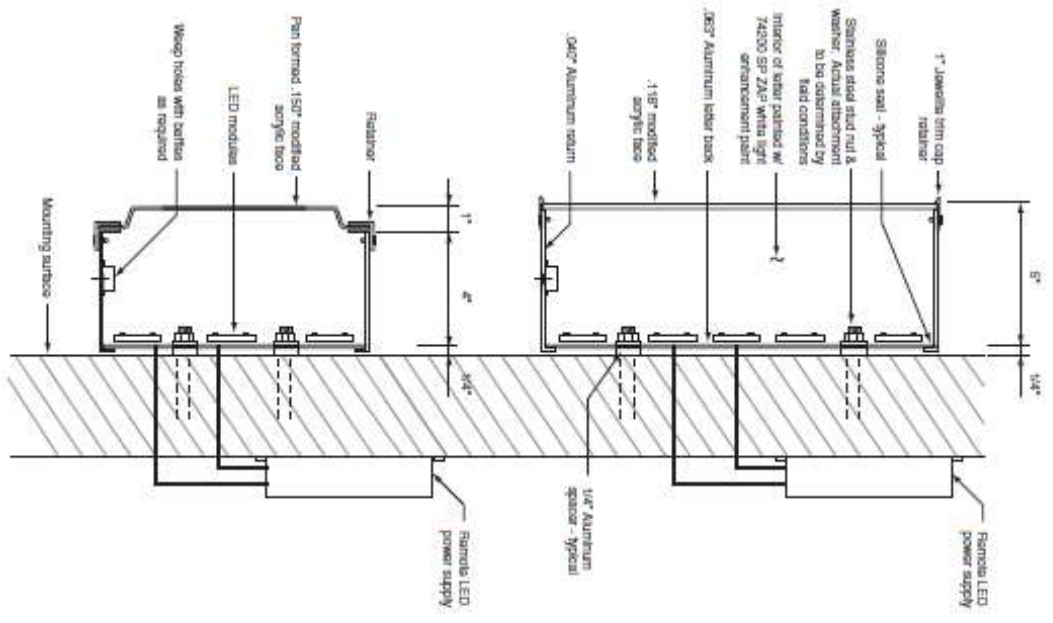 1" Jewelite trim cap
retainer
Silicone seal - typical
Stainless steel stud nut &
washer. Actual attachment
to be determined by
field conditions
Interior of letter painted w/
74200 SP ZAP white light
enhancement paint
.063" Aluminum letter back
.118" modified
acrylic face
.040" Aluminum return
5"
1/4"
Remote LED
power supply
1/4" Aluminum
spacer - typical
Retainer
Pan formed .150" modified
acrylic face
LED modules
Weep holes with baffles
as required
Mounting surface
1"
4"
Remote LED
power supply